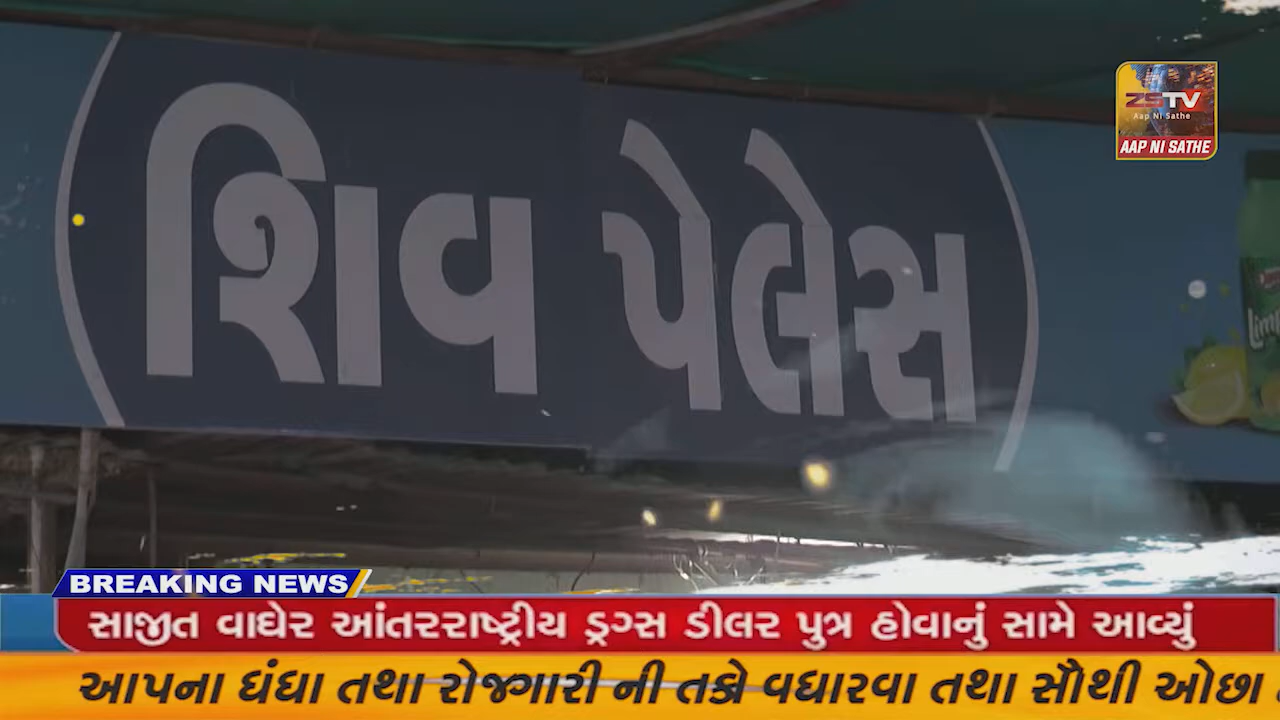 શિવ પેલેસ
ZSTV
Aap Ni Sathe
AAP NI SATHE
BREAKING NEWS
સાજીત વાઘેર આંતરરાષ્ટ્રીય ડ્રગ્સ ડીલર પુત્ર હોવાનું સામે આવ્યું
આપના ધંધા તથા રોજગારી ની તકો વધારવા તથા સૌથી ઓછા